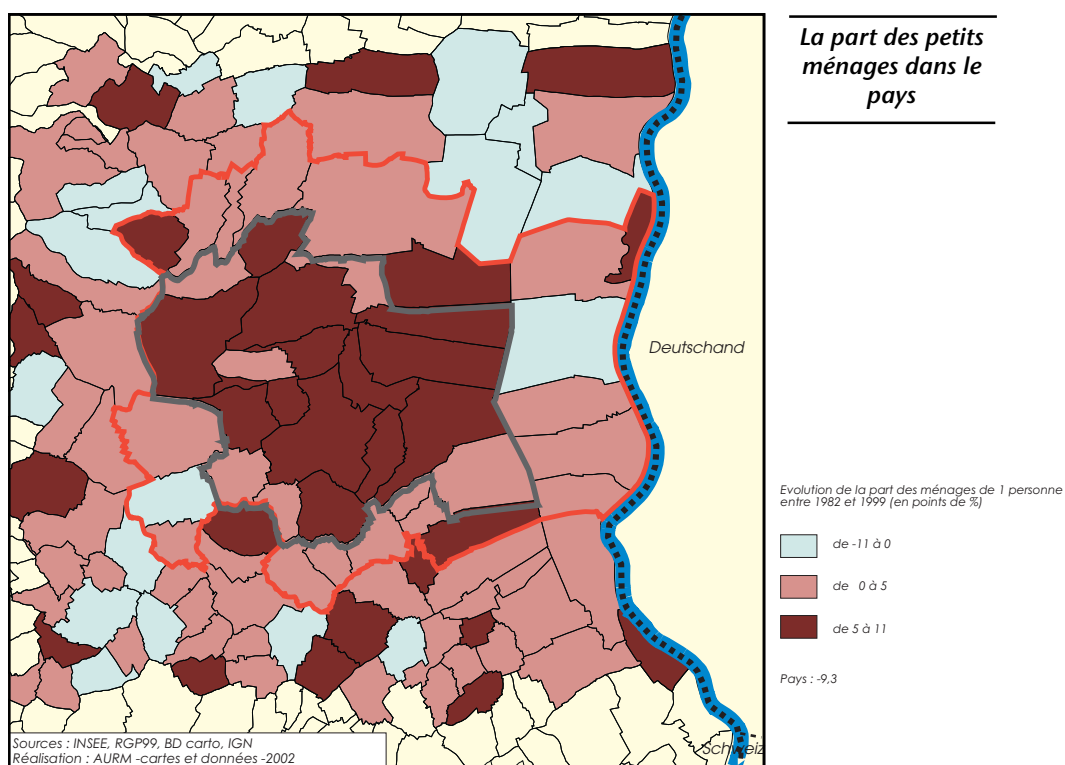 La part des petits
ménages dans le
pays
Deutschand
Evolution de la part des ménages de 1 personne
entre 1982 et 1999 (en points de %)
de -11 à 0
de 0 à 5
de 5 à 11
Pays : -9,3
Schweiz
Sources : INSEE, RGP99, BD carto, IGN
Réalisation : AURM -cartes et données -2002